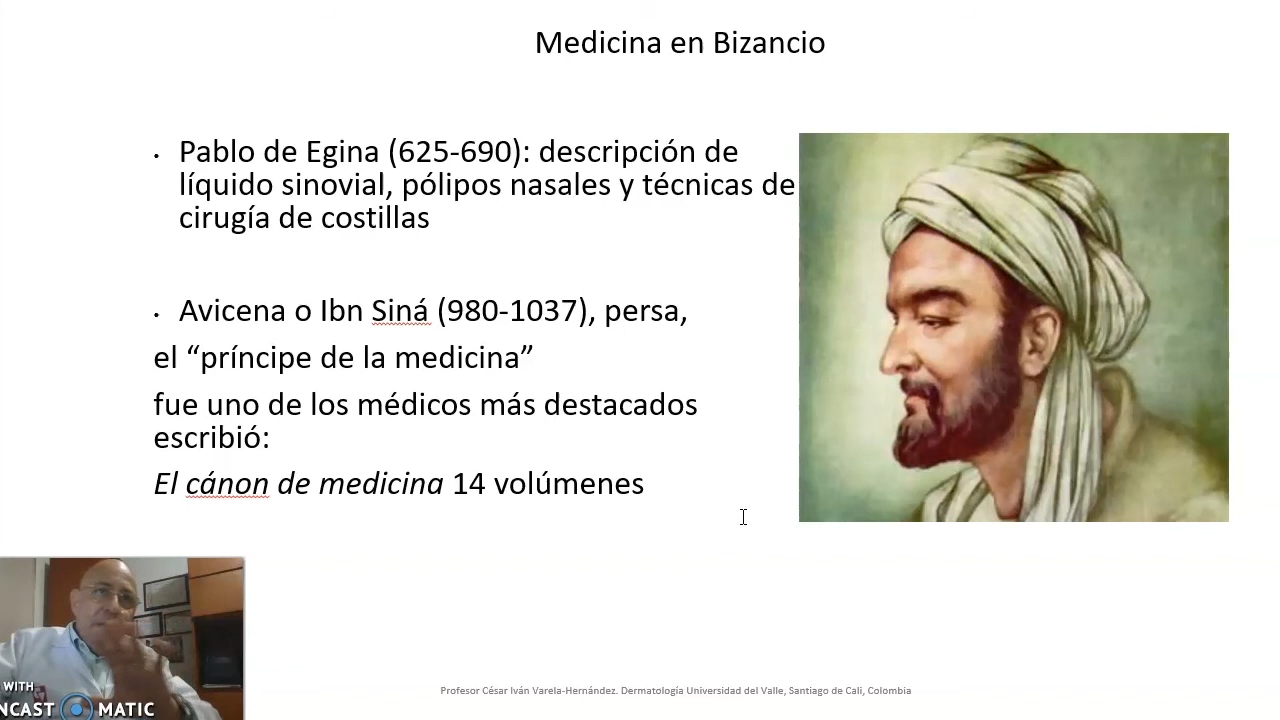 Medicina en Bizancio
• Pablo de Egina (625-690): descripción de
líquido sinovial, pólipos nasales y técnicas de
cirugía de costillas
• Avicena o Ibn Siná (980-1037), persa,
el “príncipe de la medicina”
fue uno de los médicos más destacados
escribió:
El cánon de medicina 14 volúmenes
WITH
NCAST MATIC
Profesor César Iván Varela-Hernández. Dermatología Universidad del Valle, Santiago de Cali, Colombia